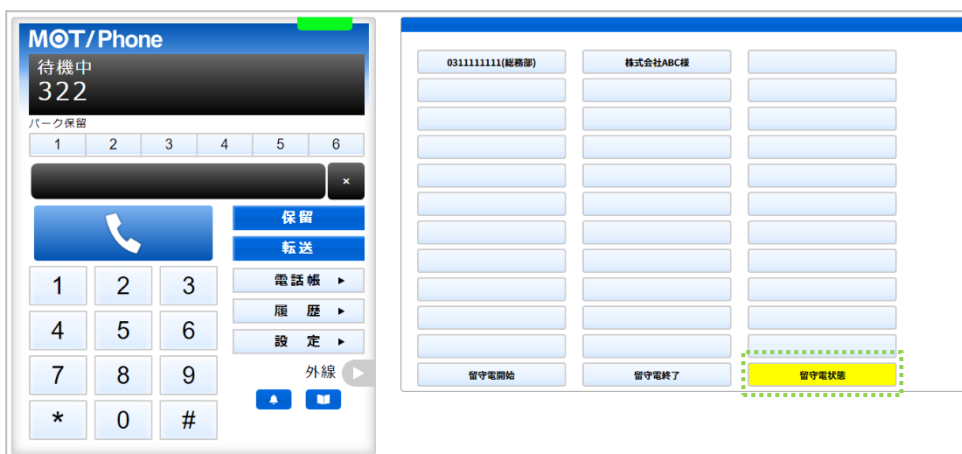 MOT/Phone
待機中
322
パーク保留
1 2 3 4 5 6
×
保留
転送
1 2 3
電話帳
履 歴
4 5 6
設 定
外線
7 8 9
* 0 #
0311111111(総務部) 株式会社ABC様
留守電開始 留守電終了 留守電状態